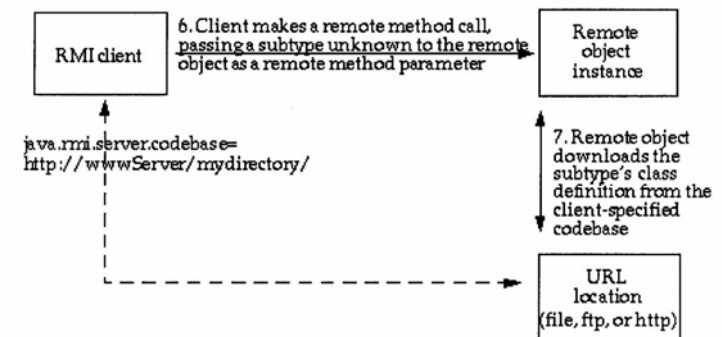 RMI client
6. Client makes a remote method call,
passing a subtype unknown to the remote
object as a remote method parameter
Remote
object
instance
java.rmi.server.codebase=
http://wwwServer/mydirectory/
7. Remote object
downloads the
subtype's class
definition from the
client-specified
codebase
URL
location
(file, ftp, or http)